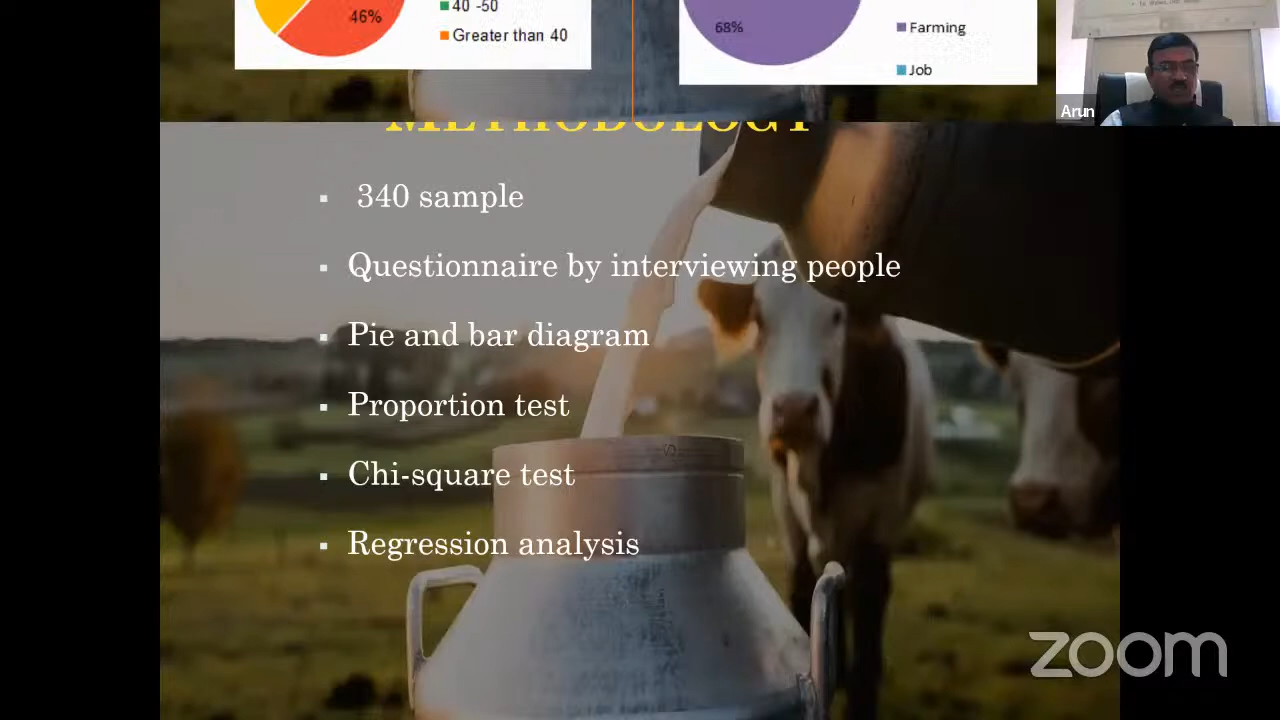 46%
40 -50
Greater than 40
68%
Farming
Job
Arun
METHODOLOGY
340 sample
Questionnaire by interviewing people
Pie and bar diagram
Proportion test
Chi-square test
Regression analysis
zoom